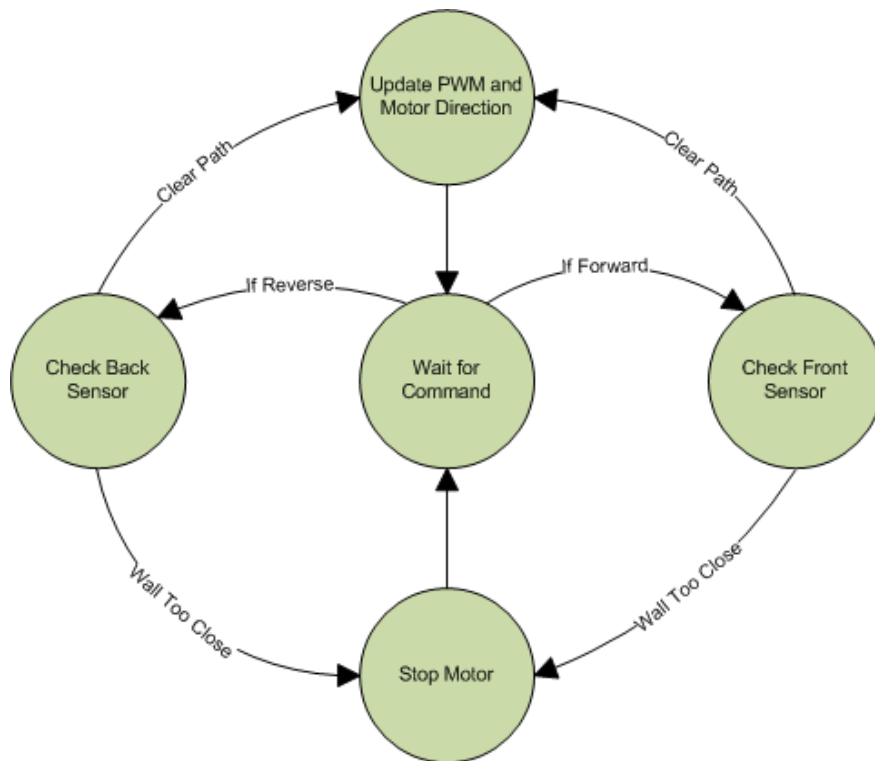 Update PWM and
Motor Direction
Clear Path
Clear Path
If Reverse
If Forward
Check Back
Sensor
Wait for
Command
Check Front
Sensor
Wall Too Close
Wall Too Close
Stop Motor